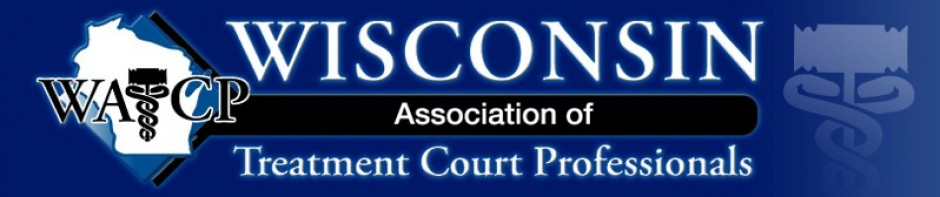 WATCP
WISCONSIN
Association of
Treatment Court Professionals